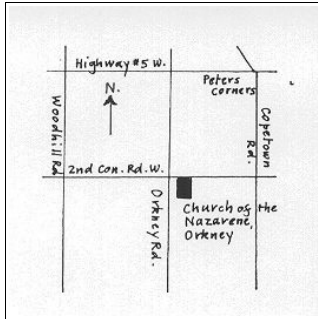 Highway #5 W.
Peters
Corners
N.
Woodhill Rd
Copetown
Rd.
2nd Con. Rd. W.
Orkney Rd.
Church of the
Nazarene,
Orkney